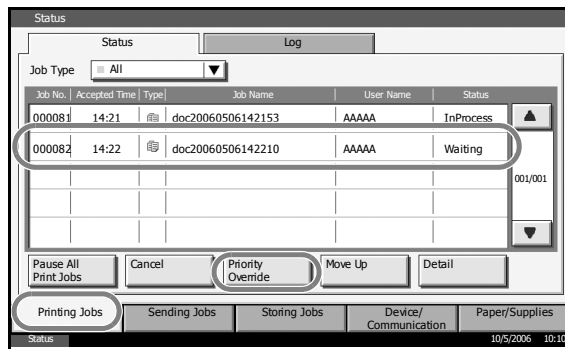 Status
Status Log
Job Type All
Job No. Accepted Time Type Job Name User Name Status
000081 14:21 doc20060506142153 AAAAA InProcess
000082 14:22 doc20060506142210 AAAAA Waiting
001/001
Pause All Cancel Priority Move Up Detail
Print Jobs Override
Printing Jobs Sending Jobs Storing Jobs Device/ Paper/Supplies
Communication
Status 10/5/2006 10:10